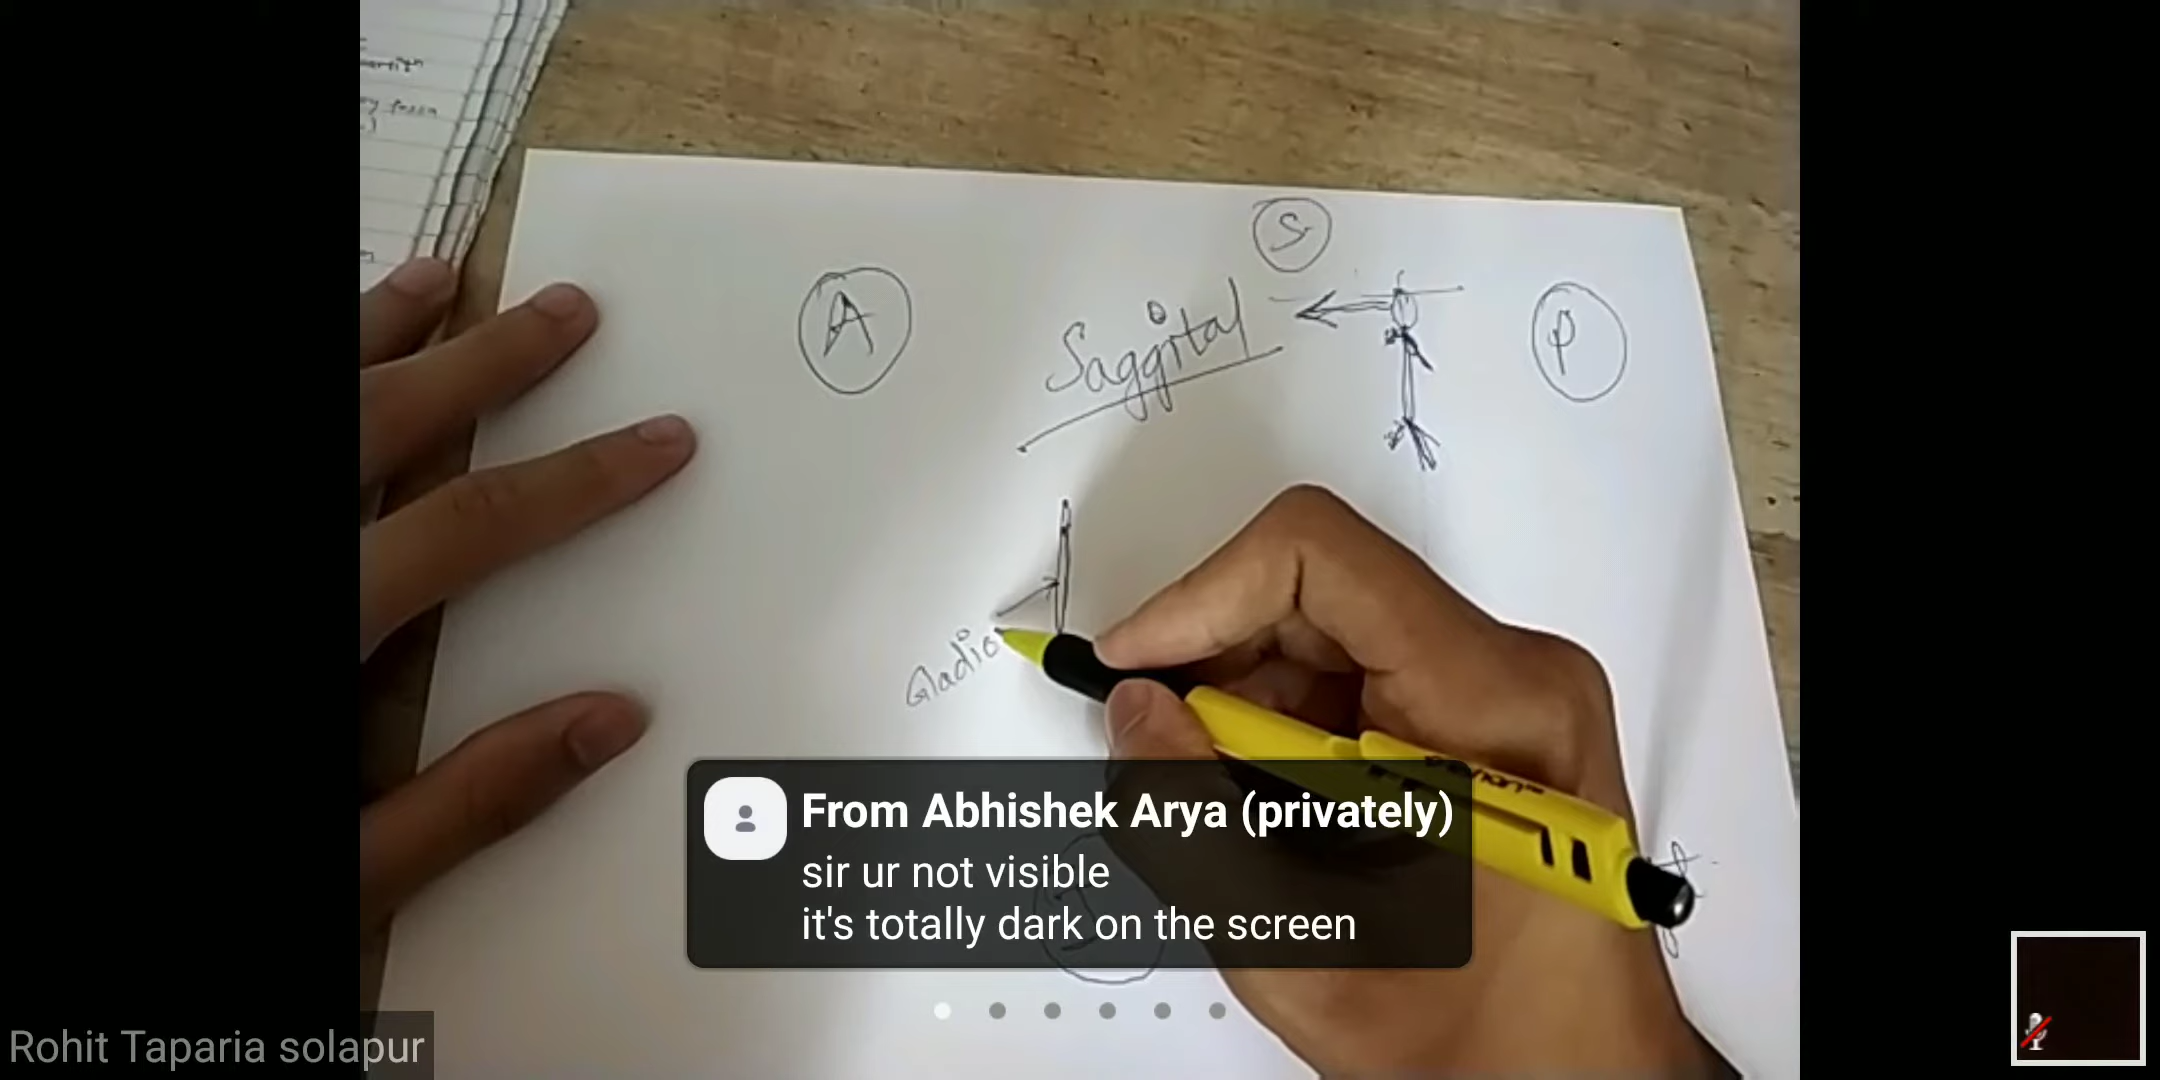 fossa
S
A
Saggital
P
Gladio
From Abhishek Arya (privately)
sir ur not visible
it's totally dark on the screen
I
Rohit Taparia solapur